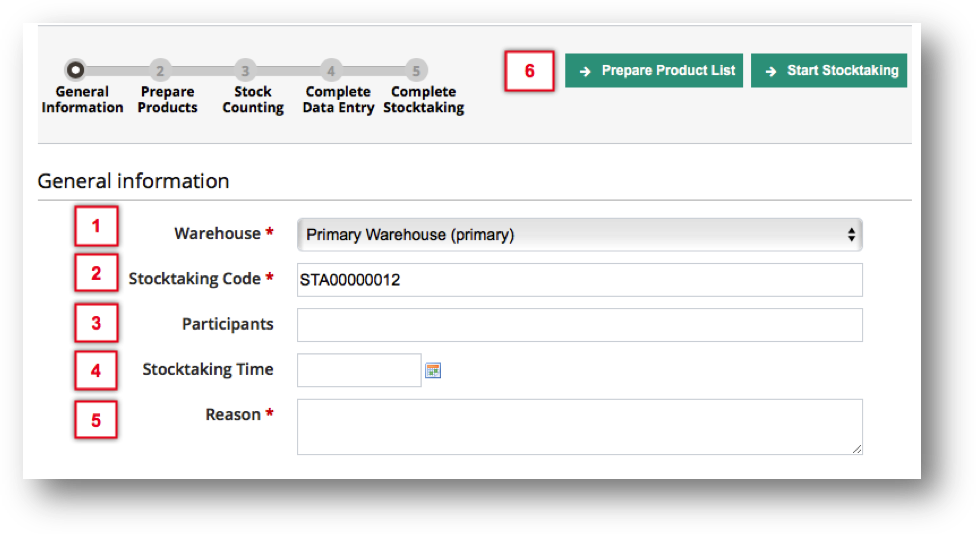 2 3 4 5
General Information
Prepare Products
Stock Counting
Complete Data Entry
Complete Stocktaking
6
→ Prepare Product List
→ Start Stocktaking
General information
1 Warehouse * Primary Warehouse (primary)
2 Stocktaking Code * STA00000012
3 Participants
4 Stocktaking Time
5 Reason *